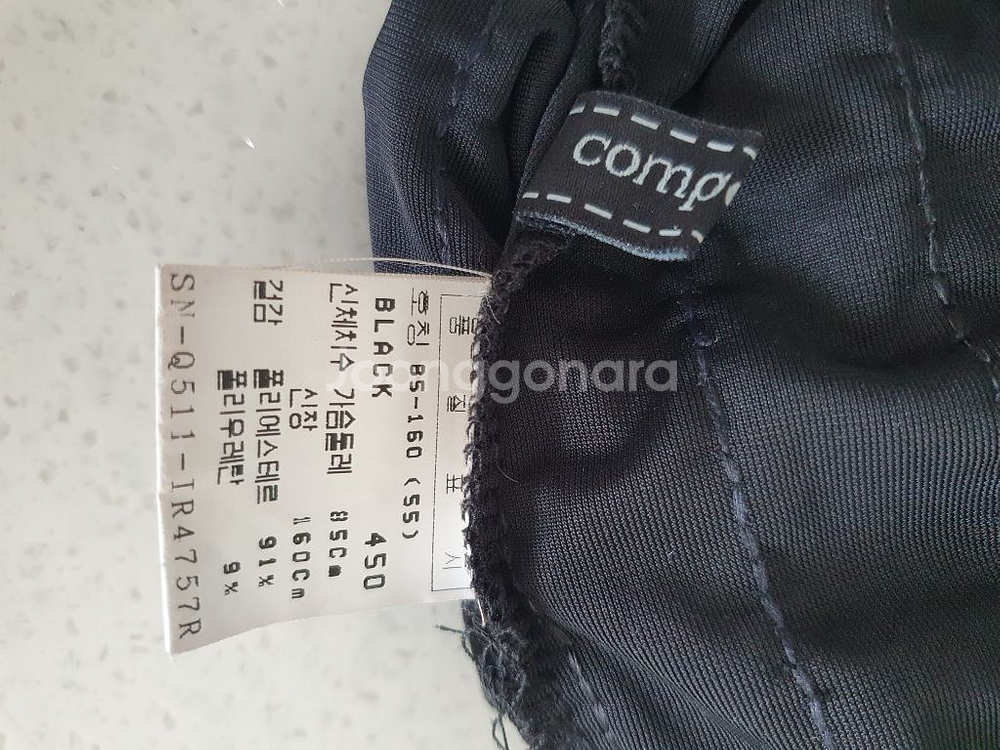 comp
품 질 표 시
호칭 85-160 (55)
BLACK 450
신체치수 가슴둘레 85Cm
신장 160Cm
겉감 폴리에스테르 91%
폴리우레탄 9%
SN-Q511-IR4757R
joonggonara